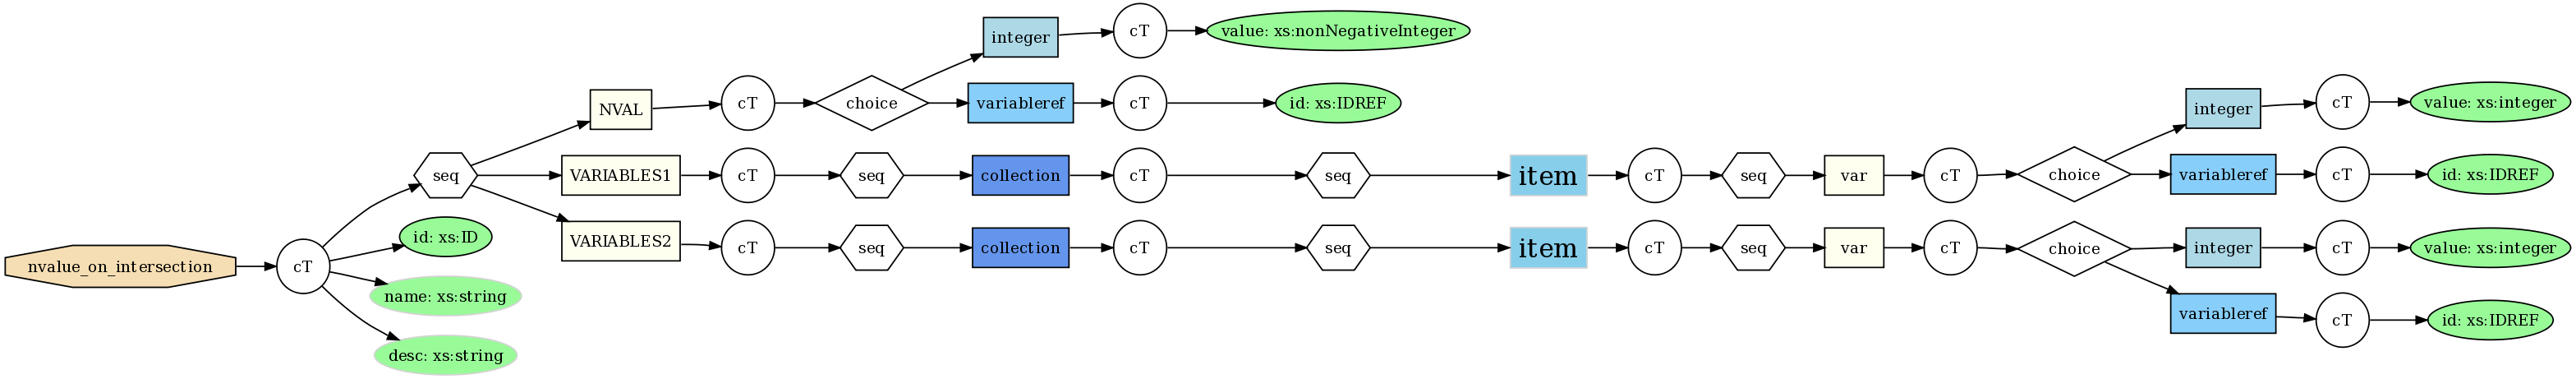 nvalue_on_intersection
cT
seq
id: xs:ID
name: xs:string
desc: xs:string
NVAL
cT
choice
integer
cT
value: xs:nonNegativeInteger
variableref
cT
id: xs:IDREF
VARIABLES1
cT
seq
collection
cT
seq
item
cT
seq
var
cT
choice
integer
cT
value: xs:integer
variableref
cT
id: xs:IDREF
VARIABLES2
cT
seq
collection
cT
seq
item
cT
seq
var
cT
choice
integer
cT
value: xs:integer
variableref
cT
id: xs:IDREF